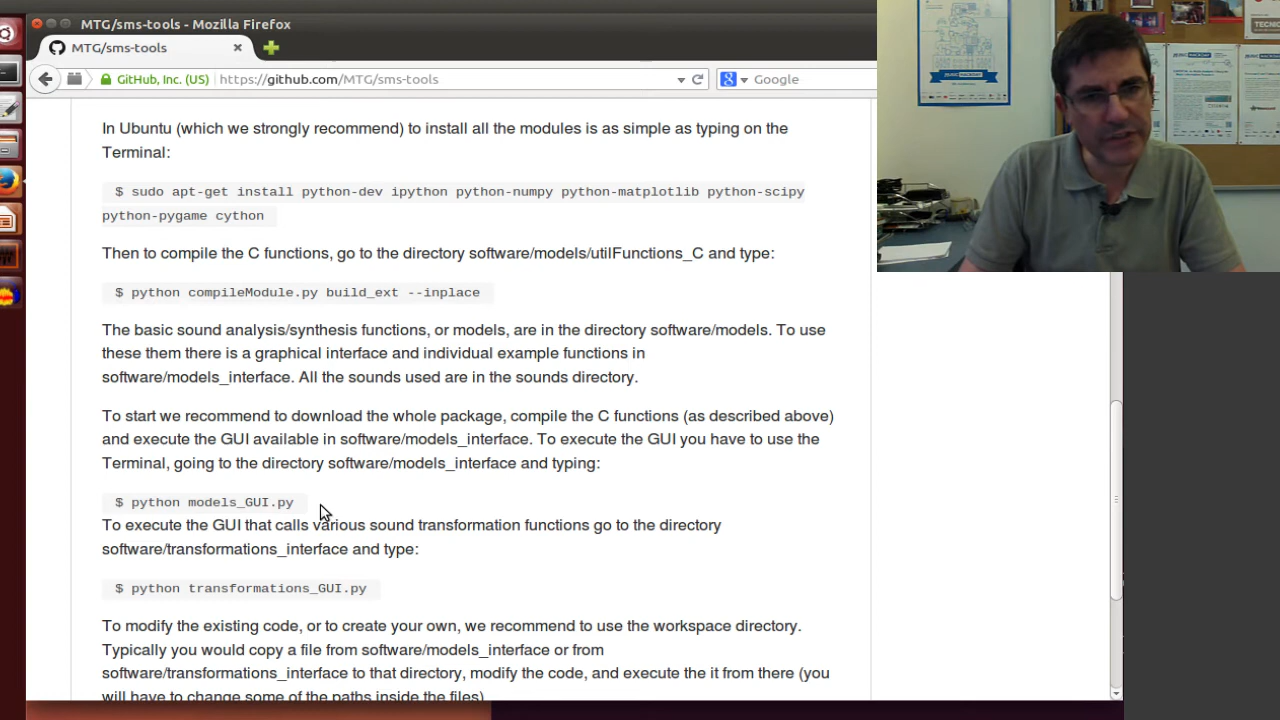 MTG/sms-tools - Mozilla Firefox
MTG/sms-tools
GitHub, Inc. (US)
https://github.com/MTG/sms-tools
Google
In Ubuntu (which we strongly recommend) to install all the modules is as simple as typing on the
Terminal:
$ sudo apt-get install python-dev ipython python-numpy python-matplotlib python-scipy
python-pygame cython
Then to compile the C functions, go to the directory software/models/utilFunctions_C and type:
$ python compileModule.py build_ext --inplace
The basic sound analysis/synthesis functions, or models, are in the directory software/models. To use
these them there is a graphical interface and individual example functions in
software/models_interface. All the sounds used are in the sounds directory.
To start we recommend to download the whole package, compile the C functions (as described above)
and execute the GUI available in software/models_interface. To execute the GUI you have to use the
Terminal, going to the directory software/models_interface and typing:
$ python models_GUI.py
To execute the GUI that calls various sound transformation functions go to the directory
software/transformations_interface and type:
$ python transformations_GUI.py
To modify the existing code, or to create your own, we recommend to use the workspace directory.
Typically you would copy a file from software/models_interface or from
software/transformations_interface to that directory, modify the code, and execute the it from there (you
will have to change some of the paths inside the files)